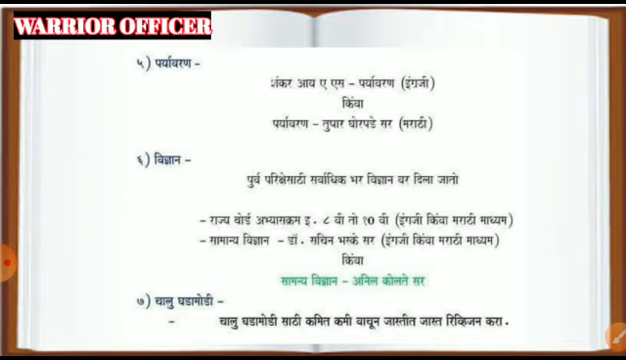 WARRIOR OFFICER
५) पर्यावरण -
शंकर आय ए एस - पर्यावरण (इंग्रजी)
किंवा
पर्यावरण - तुषार घोरपडे सर (मराठी)
६) विज्ञान -
पुर्व परिक्षेसाठी सर्वाधिक भर विज्ञान वर दिला जातो
- राज्य बोर्ड अभ्यासक्रम इ. ८ वी तो १0 वी (इंग्रजी किंवा मराठी माध्यम)
- सामान्य विज्ञान - डॉ. सचिन भस्के सर (इंग्रजी किंवा मराठी माध्यम)
किंवा
सामन्य विज्ञान - अनिल कोलते सर
७) चालु घडामोडी -
- चालु घडामोडी साठी कमित कमी वाचून जास्तीत जास्त रिव्हिजन करा.